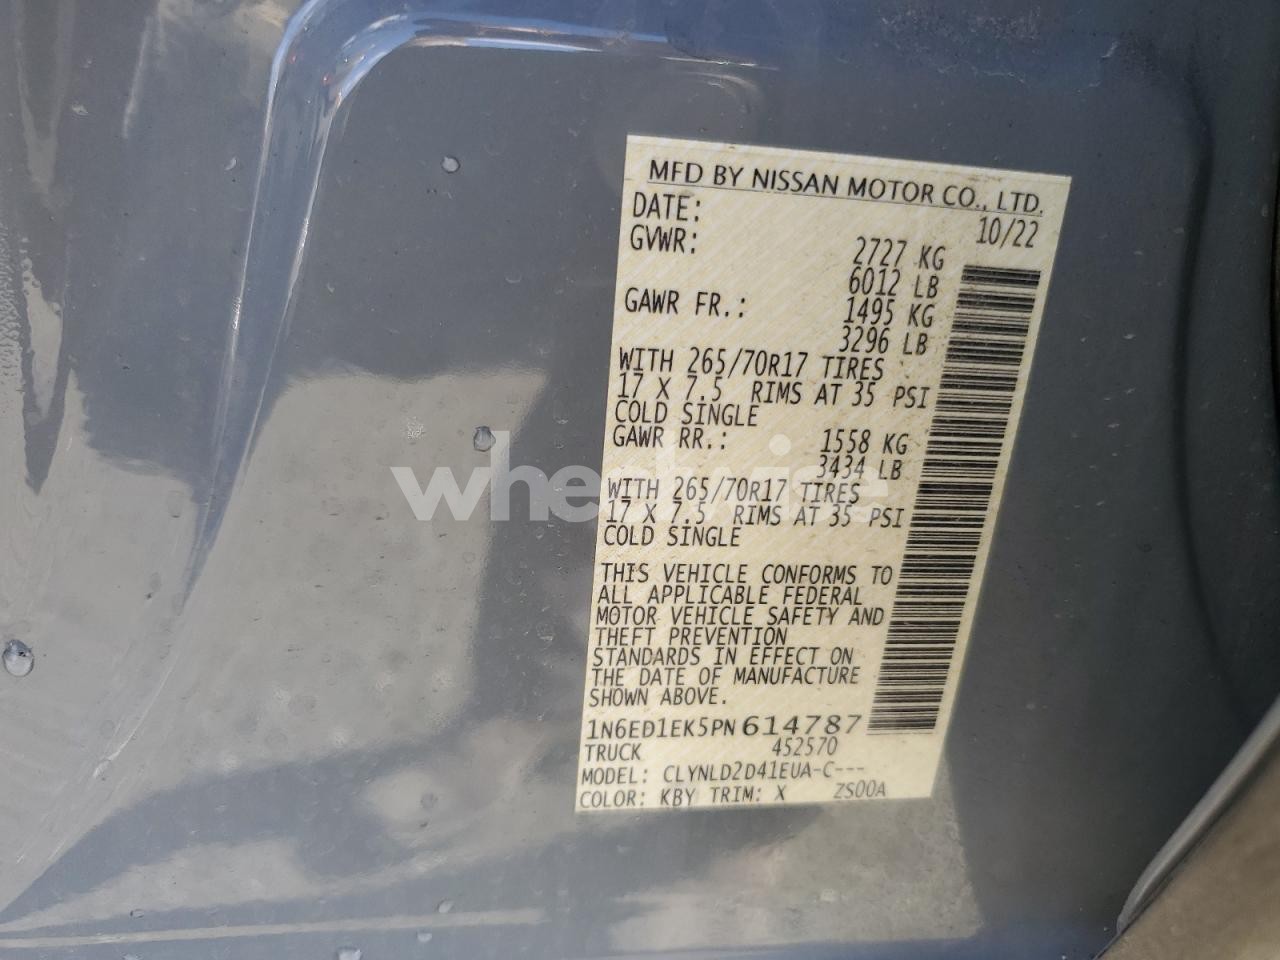 MFD BY NISSAN MOTOR CO., LTD.
DATE: 10/22
GVWR: 2727 KG
6012 LB
GAWR FR.: 1495 KG
3296 LB
WITH 265/70R17 TIRES
17 X 7.5 RIMS AT 35 PSI
COLD SINGLE
GAWR RR.: 1558 KG
3434 LB
WITH 265/70R17 TIRES
17 X 7.5 RIMS AT 35 PSI
COLD SINGLE
THIS VEHICLE CONFORMS TO
ALL APPLICABLE FEDERAL
MOTOR VEHICLE SAFETY AND
THEFT PREVENTION
STANDARDS IN EFFECT ON
THE DATE OF MANUFACTURE
SHOWN ABOVE.
1N6ED1EK5PN614787
TRUCK 452570
MODEL: CLYNLD2D41EUA-C---
COLOR: KBY TRIM: X ZS00A